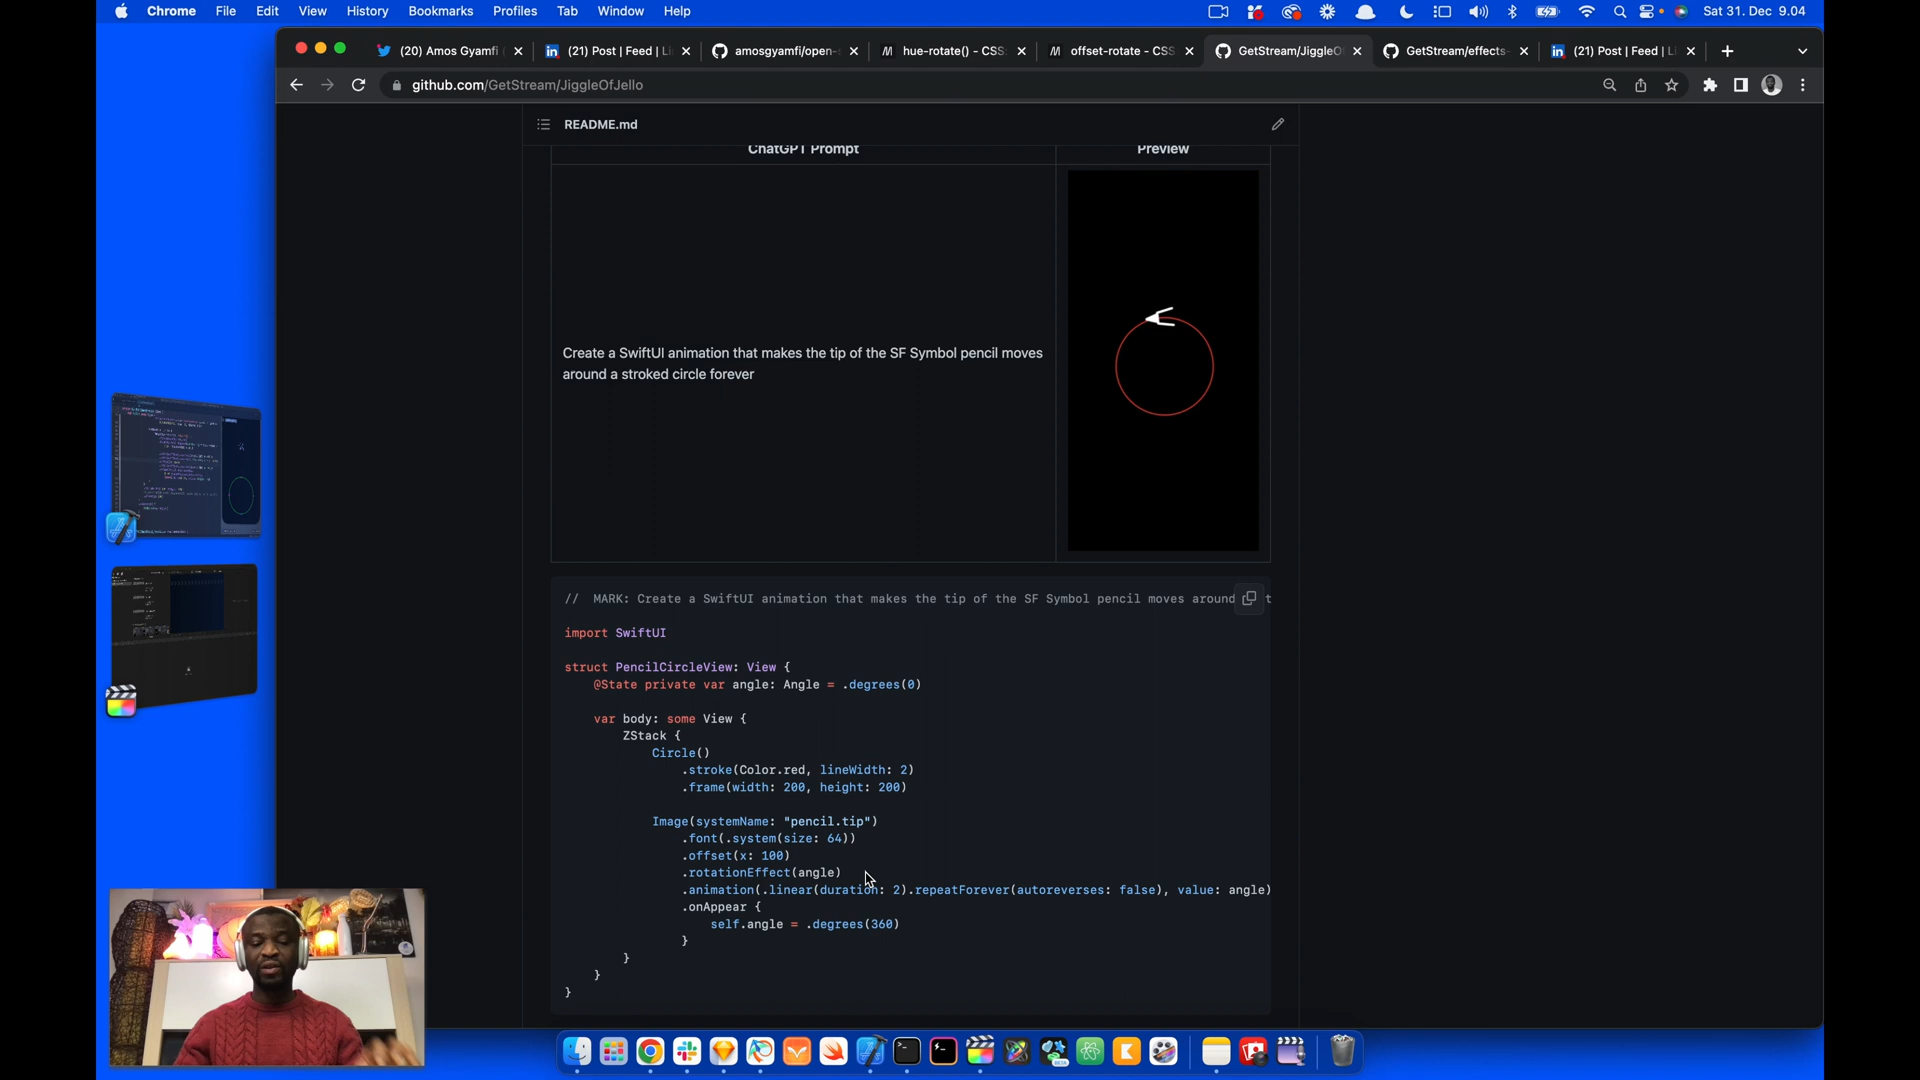 Chrome File Edit View History Bookmarks Profiles Tab Window Help
Sat 31. Dec 9.04
(20) Amos Gyamfi
(21) Post | Feed | Li
amosgyamfi/open-
hue-rotate() - CSS:
offset-rotate - CSS
GetStream/JiggleO
GetStream/effects-
(21) Post | Feed | Li
github.com/GetStream/JiggleOfJello
README.md
ChatGPT Prompt
Preview
Create a SwiftUI animation that makes the tip of the SF Symbol pencil moves
around a stroked circle forever
//  MARK: Create a SwiftUI animation that makes the tip of the SF Symbol pencil moves around
import SwiftUI
struct PencilCircleView: View {
@State private var angle: Angle = .degrees(0)
var body: some View {
ZStack {
Circle()
.stroke(Color.red, lineWidth: 2)
.frame(width: 200, height: 200)
Image(systemName: "pencil.tip")
.font(.system(size: 64))
.offset(x: 100)
.rotationEffect(angle)
.animation(.linear(duration: 2).repeatForever(autoreverses: false), value: angle)
.onAppear {
self.angle = .degrees(360)
}
}
}
}